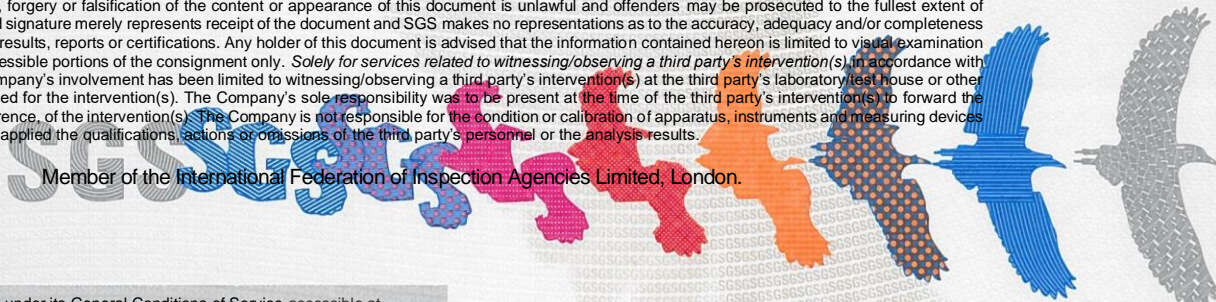 , forgery or falsification of the content or appearance of this document is unlawful and offenders may be prosecuted to the fullest extent of
d signature merely represents receipt of the document and SGS makes no representations as to the accuracy, adequacy and/or completeness
results, reports or certifications. Any holder of this document is advised that the information contained hereon is limited to visual examination
essible portions of the consignment only. Solely for services related to witnessing/observing a third party's intervention(s), in accordance with
mpany's involvement has been limited to witnessing/observing a third party's intervention(s) at the third party's laboratory/test house or other
ed for the intervention(s). The Company's sole responsibility was to be present at the time of the third party's intervention(s) to forward the
rence, of the intervention(s). The Company is not responsible for the condition or calibration of apparatus, instruments and measuring devices
applied the qualifications, actions or omissions of the third party's personnel or the analysis results.
SGS SGS
Member of the International Federation of Inspection Agencies Limited, London.
under its General Conditions of Service accessible at